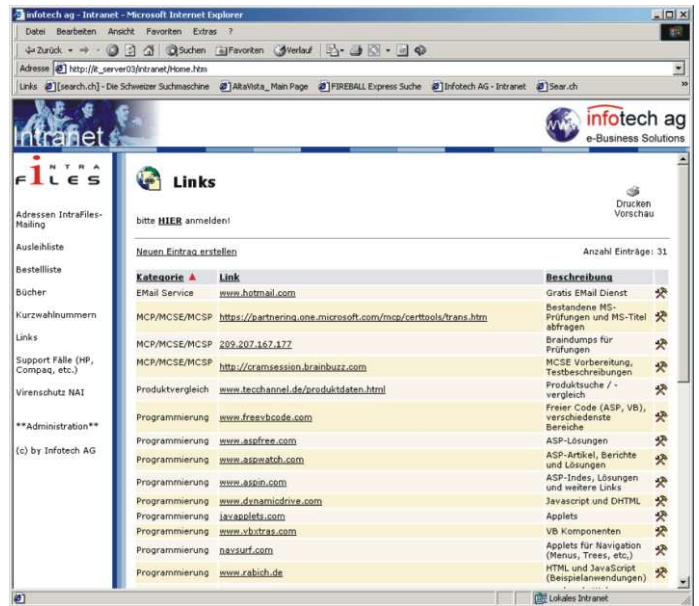 infotech ag - Intranet - Microsoft Internet Explorer
Datei Bearbeiten Ansicht Favoriten Extras ?
Zurück Suchen Favoriten Verlauf
Adresse http://it_server03/intranet/Home.htm
Links [search.ch] - Die Schweizer Suchmaschine AltaVista_ Main Page FIREBALL Express Suche Infotech AG - Intranet Sear.ch
Intranet
www
infotech ag
e-Business Solutions
INTRA
FiLES
Adressen IntraFiles-
Mailing
Ausleihliste
Bestellliste
Bücher
Kurzwahlnummern
Links
Support Fälle (HP,
Compaq, etc.)
Virenschutz NAI
**Administration**
(c) by Infotech AG
Links
Drucken
Vorschau
bitte HIER anmelden!
Neuen Eintrag erstellen Anzahl Einträge: 31
Kategorie Link Beschreibung
EMail Service www.hotmail.com Gratis EMail Dienst
MCP/MCSE/MCSP https://partnering.one.microsoft.com/mcp/certtools/trans.htm Bestandene MS-
Prüfungen und MS-Titel
abfragen
MCP/MCSE/MCSP 209.207.167.177 Braindumps für
Prüfungen
MCP/MCSE/MCSP http://cramsession.brainbuzz.com MCSE Vorbereitung,
Testbeschreibungen
Produktvergleich www.tecchannel.de/produktdaten.html Produktsuche / -
vergleich
Programmierung www.freevbcode.com Freier Code (ASP, VB),
verschiedenste
Bereiche
Programmierung www.aspfree.com ASP-Lösungen
Programmierung www.aspwatch.com ASP-Artikel, Berichte
und Lösungen
Programmierung www.aspin.com ASP-Indes, Lösungen
und weitere Links
Programmierung www.dynamicdrive.com Javascript und DHTML
Programmierung javapplets.com Applets
Programmierung www.vbxtras.com VB Komponenten
Programmierung navsurf.com Applets für Navigation
(Menus, Trees, etc,)
Programmierung www.rabich.de HTML und JavaScript
(Beispielanwendungen)
Lokales Intranet